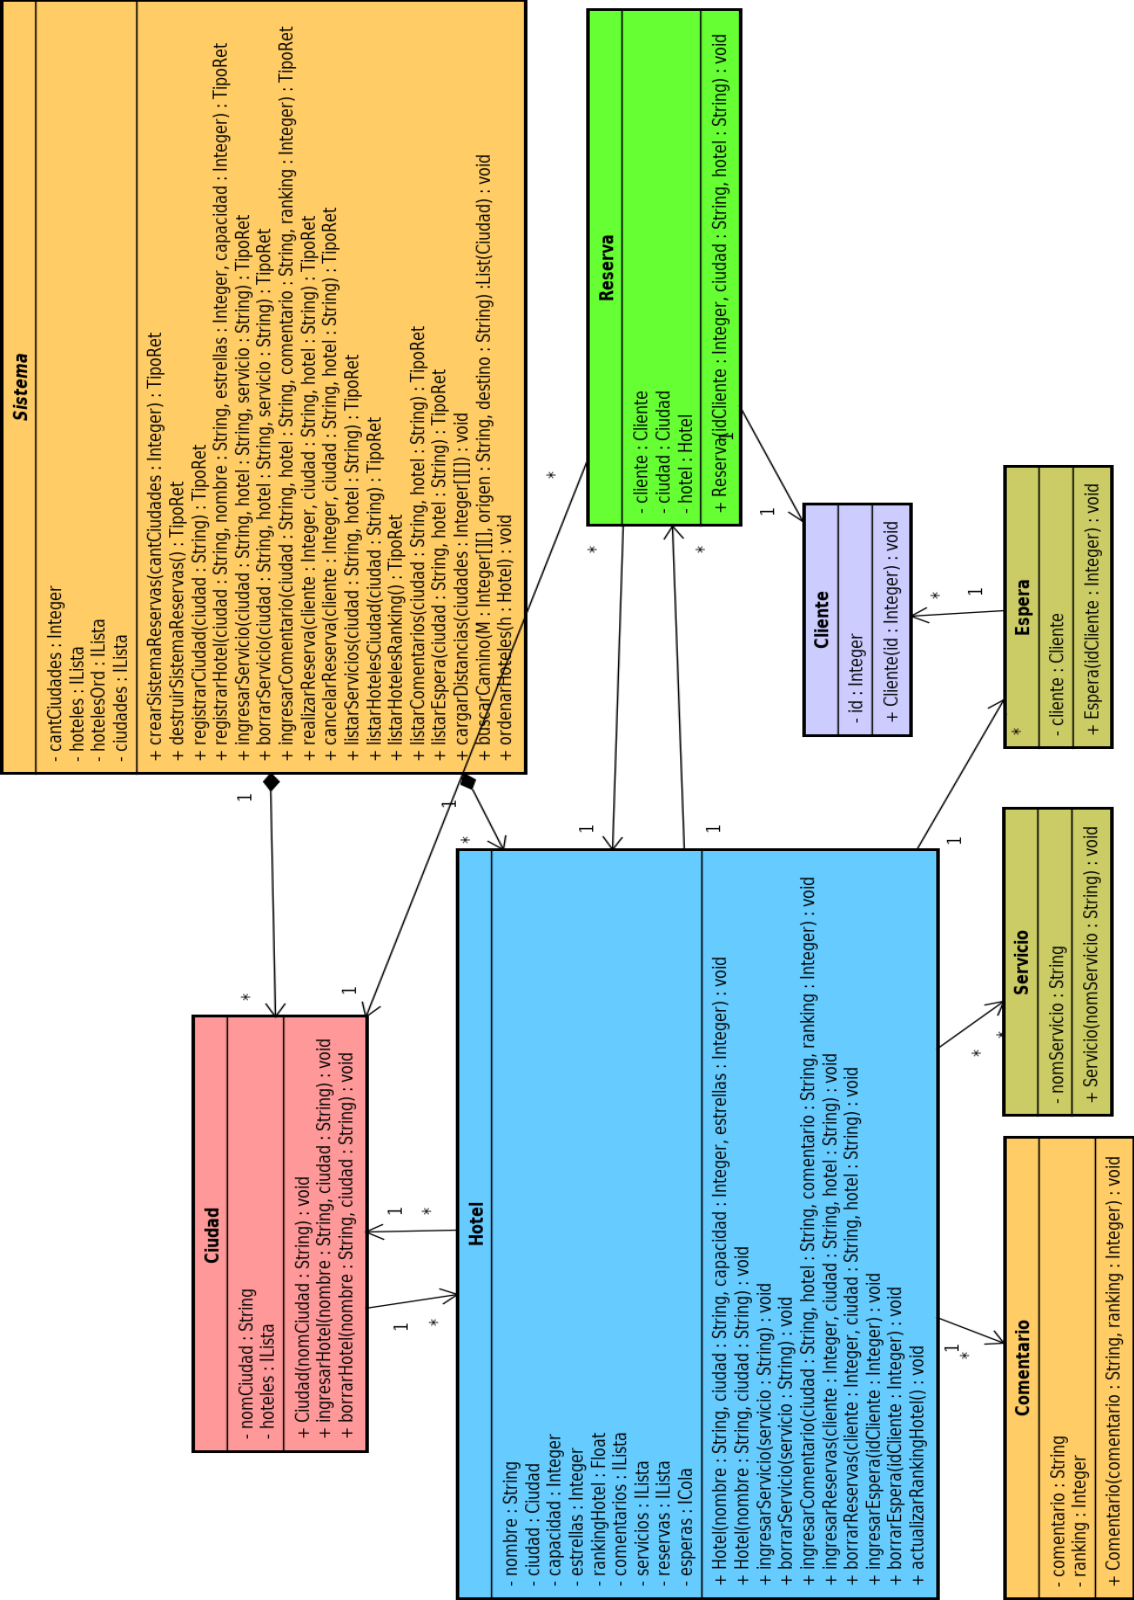 Sistema
- cantCiudades : Integer
- hoteles : ILista
- hotelesOrd : ILista
- ciudades : ILista
+ crearSistemaReservas(cantCiudades : Integer) : TipoRet
+ destruirSistemaReservas() : TipoRet
+ registrarCiudad(ciudad : String) : TipoRet
+ registrarHotel(ciudad : String, nombre : String, estrellas : Integer, capacidad : Integer) : TipoRet
+ ingresarServicio(ciudad : String, hotel : String, servicio : String) : TipoRet
+ borrarServicio(ciudad : String, hotel : String, servicio : String) : TipoRet
+ ingresarComentario(ciudad : String, hotel : String, comentario : String, ranking : Integer) : TipoRet
+ realizarReserva(cliente : Integer, ciudad : String, hotel : String) : TipoRet
+ cancelarReserva(cliente : Integer, ciudad : String, hotel : String) : TipoRet
+ listarServicios(ciudad : String, hotel : String) : TipoRet
+ listarHotelesCiudad(ciudad : String) : TipoRet
+ listarHotelesRanking() : TipoRet
+ listarComentarios(ciudad : String, hotel : String) : TipoRet
+ listarEspera(ciudad : String, hotel : String) : TipoRet
+ cargarDistancias(ciudades : Integer[][]) : void
+ buscarCamino(M : Integer[][], origen : String, destino : String) :List(Ciudad) : void
+ ordenarHoteles(h : Hotel) : void
1
*
1
*
Reserva
- cliente : Cliente
- ciudad : Ciudad
- hotel : Hotel
+ Reserva(idCliente : Integer, ciudad : String, hotel : String) : void
*
1
*
1
*
1
1
1
Ciudad
- nomCiudad : String
- hoteles : ILista
+ Ciudad(nomCiudad : String) : void
+ ingresarHotel(nombre : String, ciudad : String) : void
+ borrarHotel(nombre : String, ciudad : String) : void
1
*
1
*
Hotel
- nombre : String
- ciudad : Ciudad
- capacidad : Integer
- estrellas : Integer
- rankingHotel : Float
- comentarios : ILista
- servicios : ILista
- reservas : ILista
- esperas : ICola
+ Hotel(nombre : String, ciudad : String, capacidad : Integer, estrellas : Integer) : void
+ Hotel(nombre : String, ciudad : String) : void
+ ingresarServicio(servicio : String) : void
+ borrarServicio(servicio : String) : void
+ ingresarComentario(ciudad : String, hotel : String, comentario : String, ranking : Integer) : void
+ ingresarReservas(cliente : Integer, ciudad : String, hotel : String) : void
+ borrarReservas(cliente : Integer, ciudad : String, hotel : String) : void
+ ingresarEspera(idCliente : Integer) : void
+ borrarEspera(idCliente : Integer) : void
+ actualizarRankingHotel() : void
1
*
*
*
1
*
Cliente
- id : Integer
+ Cliente(id : Integer) : void
*
1
Espera
- cliente : Cliente
+ Espera(idCliente : Integer) : void
Servicio
- nomServicio : String
+ Servicio(nomServicio : String) : void
Comentario
- comentario : String
- ranking : Integer
+ Comentario(comentario : String, ranking : Integer) : void